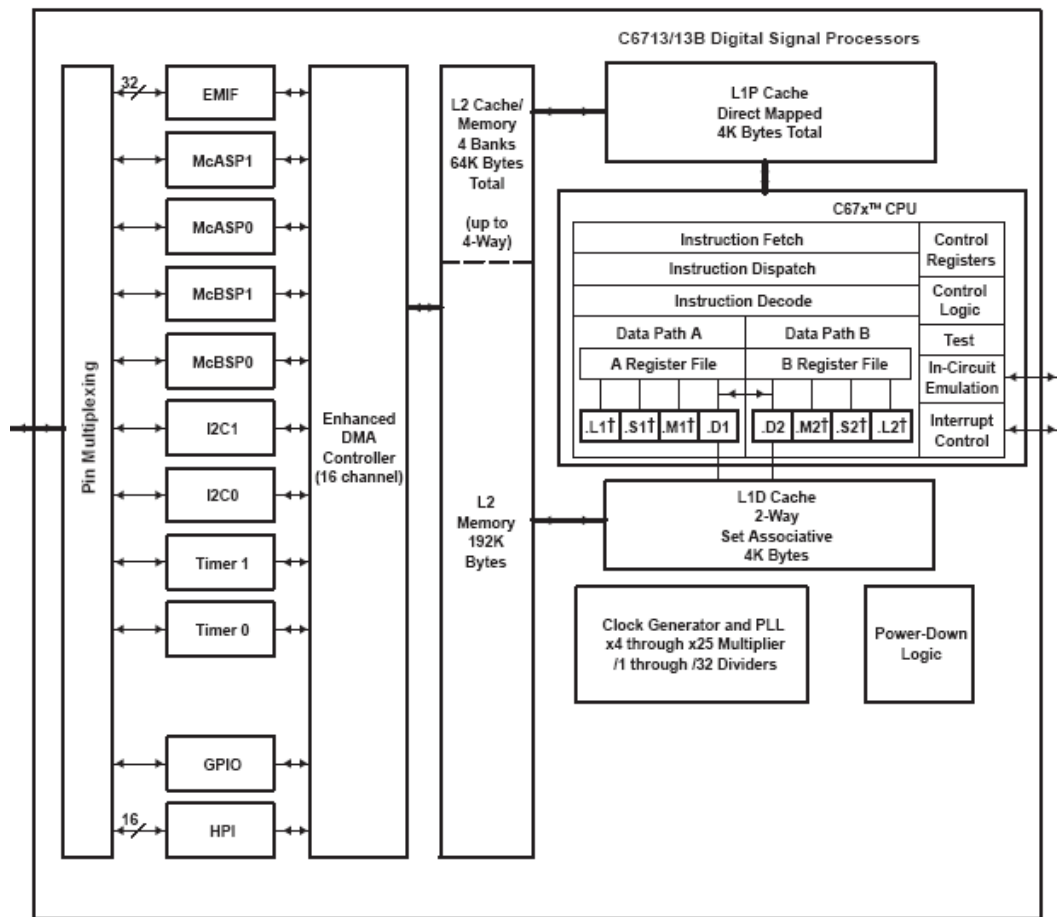 C6713/13B Digital Signal Processors
Pin Multiplexing
32
EMIF
McASP1
McASP0
McBSP1
McBSP0
I2C1
I2C0
Timer 1
Timer 0
GPIO
16
HPI
Enhanced
DMA
Controller
(16 channel)
L2 Cache/
Memory
4 Banks
64K Bytes
Total
(up to
4-Way)
L2
Memory
192K
Bytes
L1P Cache
Direct Mapped
4K Bytes Total
C67x™ CPU
Instruction Fetch
Instruction Dispatch
Instruction Decode
Data Path A
Data Path B
A Register File
B Register File
.L1† .S1† .M1† .D1
.D2 .M2† .S2† .L2†
Control
Registers
Control
Logic
Test
In-Circuit
Emulation
Interrupt
Control
L1D Cache
2-Way
Set Associative
4K Bytes
Clock Generator and PLL
x4 through x25 Multiplier
/1 through /32 Dividers
Power-Down
Logic